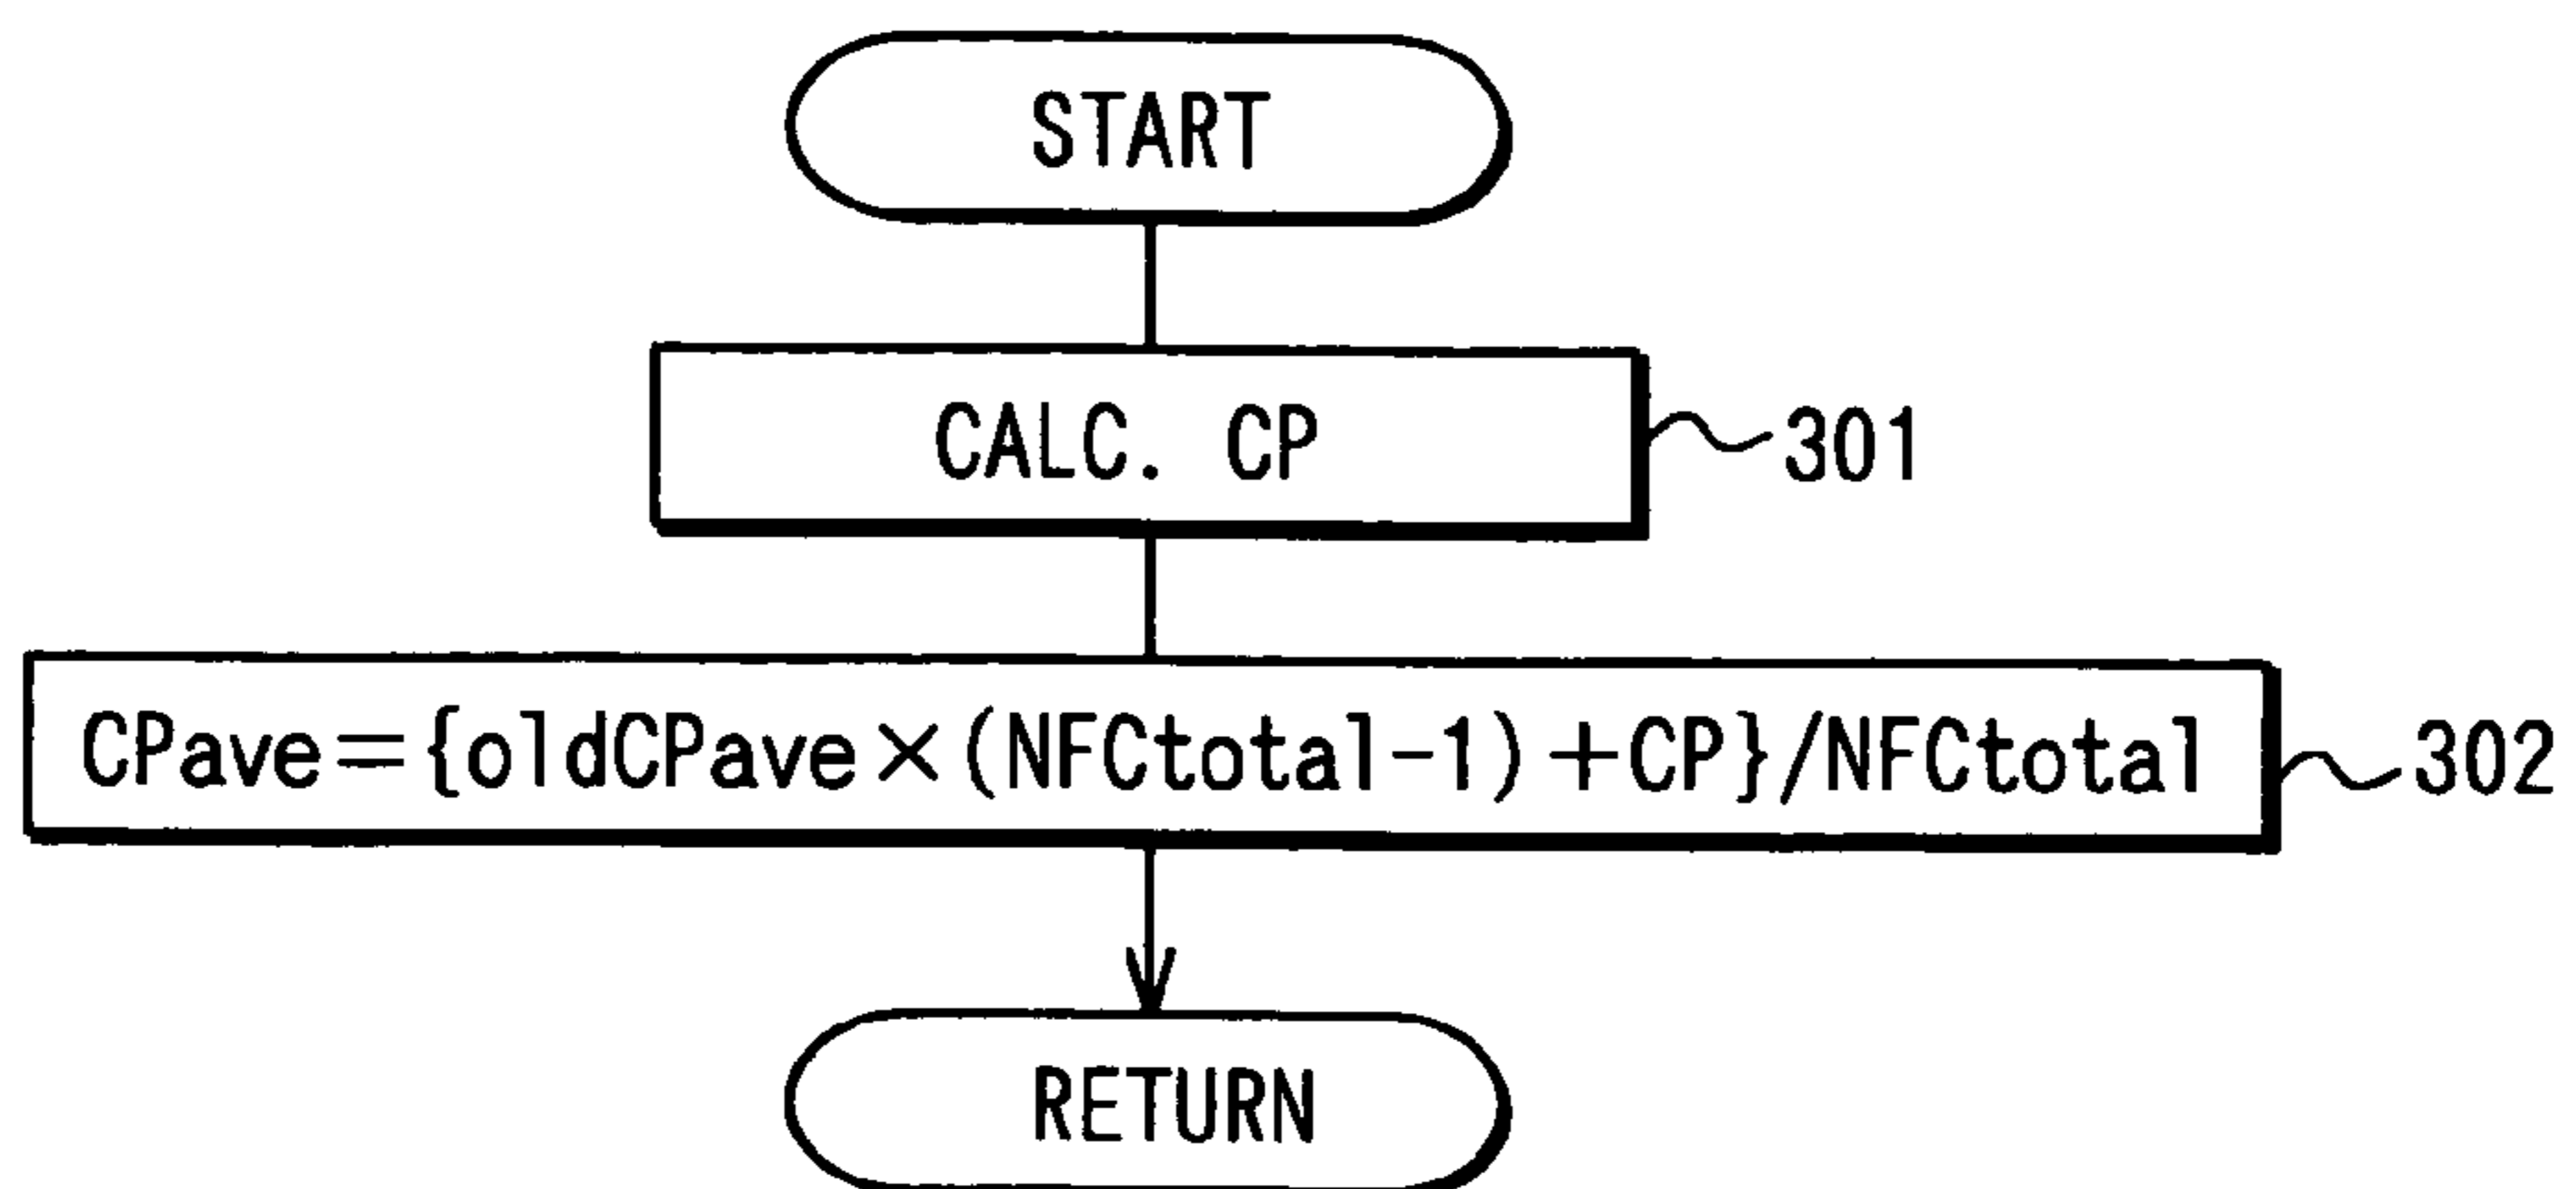 START
CALC. CP
301
CPave={oldCPave×(NFCtotal-1)+CP}/NFCtotal
302
RETURN